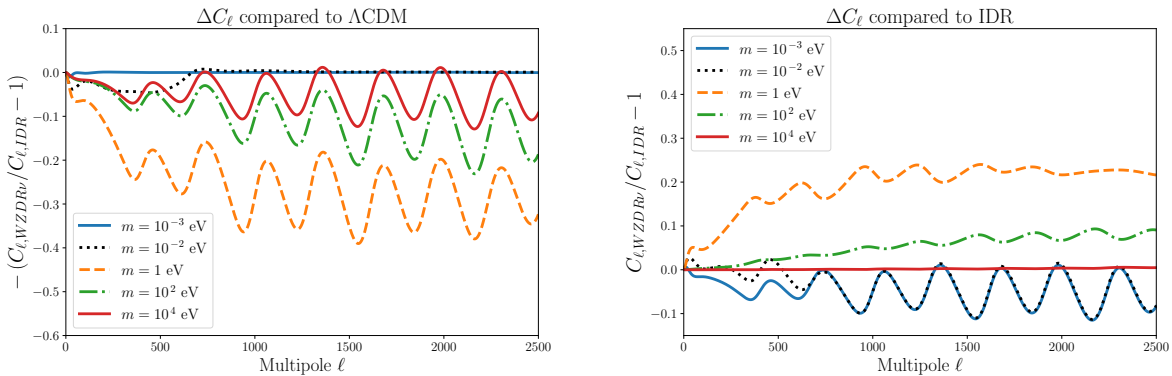 ΔC_ℓ compared to ΛCDM
−(C_{ℓ,WZDRν}/C_{ℓ,IDR} − 1)
0.1
0.0
−0.1
−0.2
−0.3
−0.4
−0.5
−0.6
m = 10^{−3} eV
m = 10^{−2} eV
m = 1 eV
m = 10^{2} eV
m = 10^{4} eV
0 500 1000 1500 2000 2500
Multipole ℓ
ΔC_ℓ compared to IDR
C_{ℓ,WZDRν}/C_{ℓ,IDR} − 1
0.5
0.4
0.3
0.2
0.1
0.0
−0.1
m = 10^{−3} eV
m = 10^{−2} eV
m = 1 eV
m = 10^{2} eV
m = 10^{4} eV
0 500 1000 1500 2000 2500
Multipole ℓ